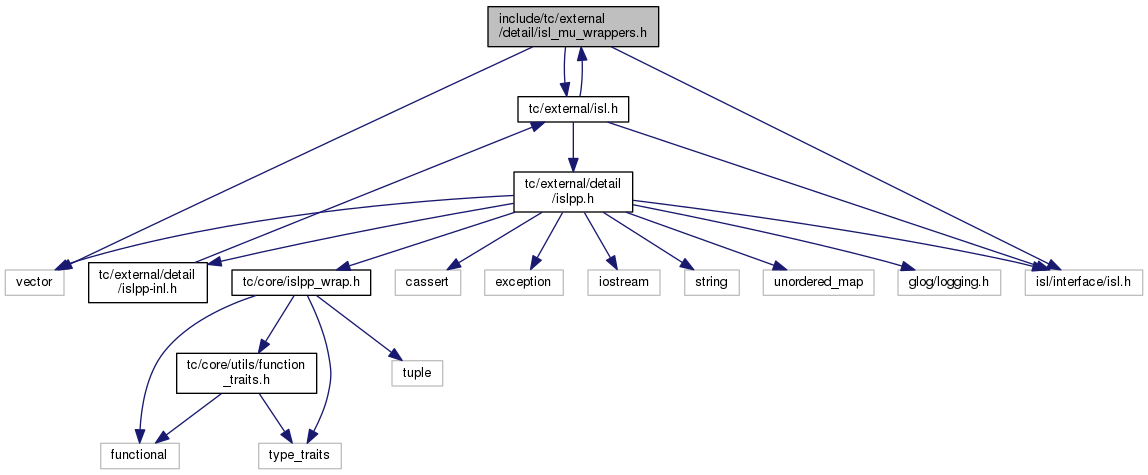 include/tc/external
/detail/isl_mu_wrappers.h
tc/external/isl.h
tc/external/detail
/islpp.h
vector
tc/external/detail
/islpp-inl.h
tc/core/islpp_wrap.h
cassert
exception
iostream
string
unordered_map
glog/logging.h
isl/interface/isl.h
tc/core/utils/function
_traits.h
tuple
functional
type_traits